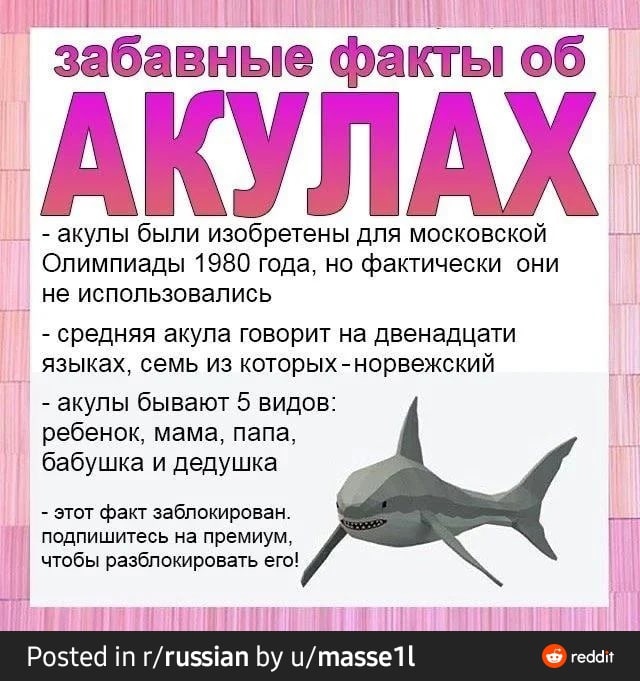 забавные факты об
АКУЛАХ
- акулы были изобретены для московской
Олимпиады 1980 года, но фактически они
не использовались
- средняя акула говорит на двенадцати
языках, семь из которых-норвежский
- акулы бывают 5 видов:
ребенок, мама, папа,
бабушка и дедушка
- этот факт заблокирован.
подпишитесь на премиум,
чтобы разблокировать его!
Posted in r/russian by u/masse1l
reddit